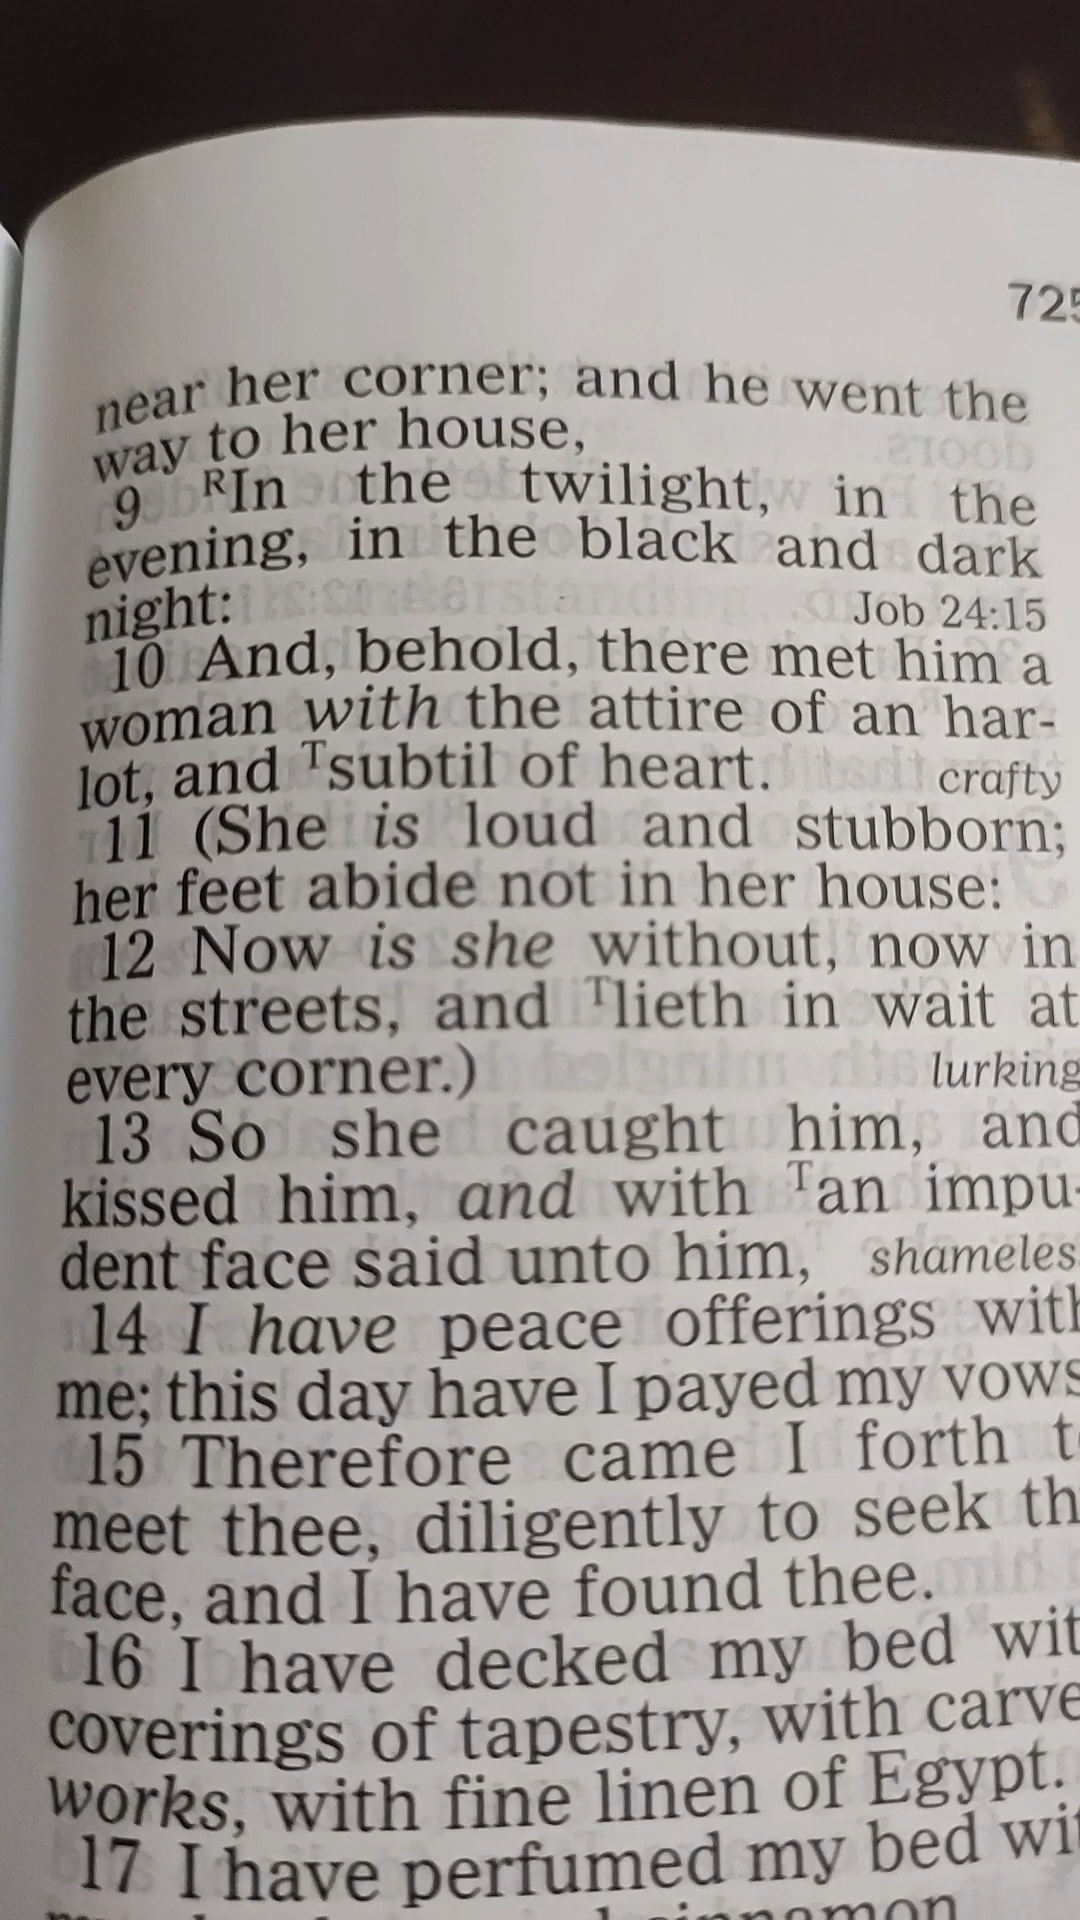 725
near her corner; and he went the
way to her house,
9 RIn the twilight, in the
evening, in the black and dark
night: Job 24:15
10 And, behold, there met him a
woman with the attire of an har-
lot, and Tsubtil of heart. crafty
11 (She is loud and stubborn;
her feet abide not in her house:
12 Now is she without, now in
the streets, and Tlieth in wait at
every corner.) lurking
13 So she caught him, and
kissed him, and with Tan impu-
dent face said unto him, shameles
14 I have peace offerings with
me; this day have I payed my vows
15 Therefore came I forth t
meet thee, diligently to seek th
face, and I have found thee.
16 I have decked my bed wit
coverings of tapestry, with carve
works, with fine linen of Egypt.
17 I have perfumed my bed wit
cinnamon